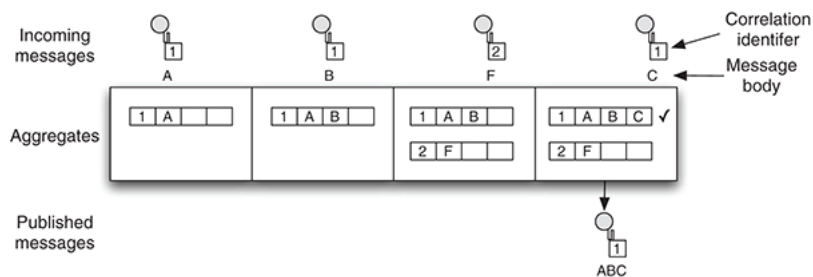 Incoming
messages
1
1
2
1
Correlation
identifer
A
B
F
C
Message
body
Aggregates
1 A
1 A B
1 A B
2 F
1 A B C ✓
2 F
Published
messages
1
ABC